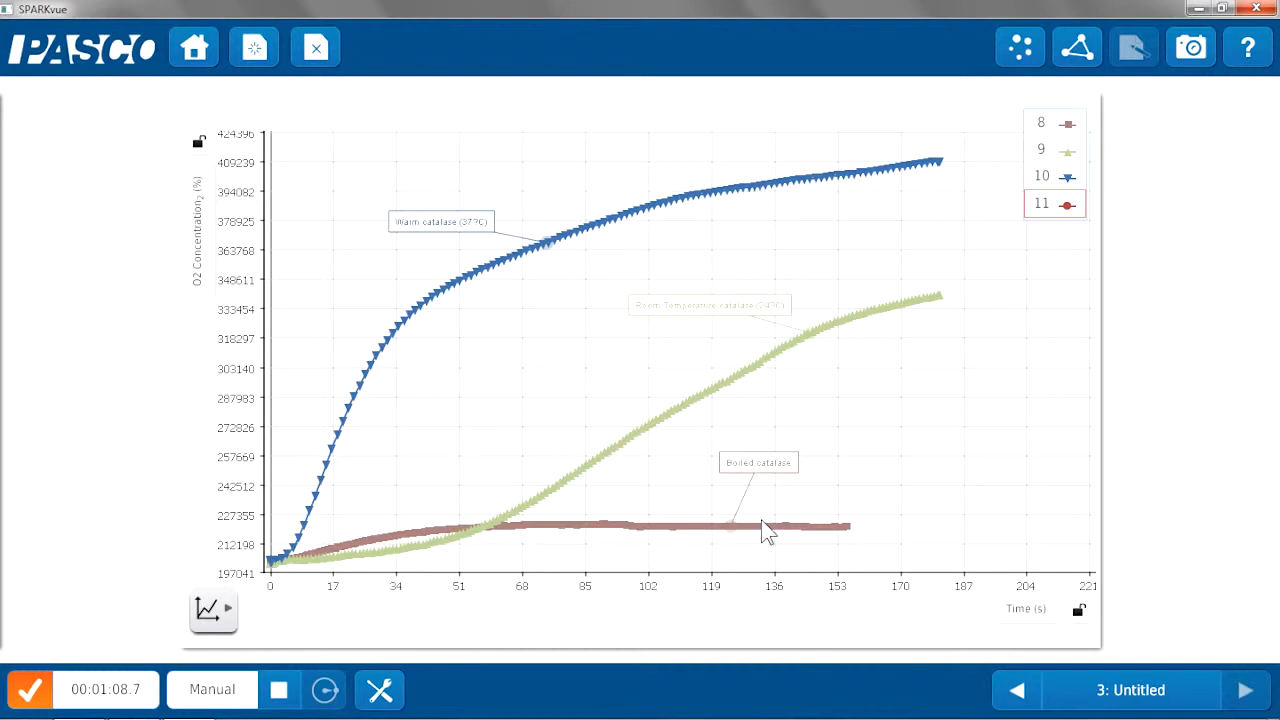 SPARKvue
PASCO
?
8
9
10
11
424396
409239
394082
378925
363768
348611
333454
318297
303140
287983
272826
257669
242512
227355
212198
197041
O2 Concentration₂ (%)
Warm catalase (37?C)
Room Temperature catalase (24?C)
Boiled catalase
0 17 34 51 68 85 102 119 136 153 170 187 204 221
Time (s)
00:01:08.7
Manual
3: Untitled